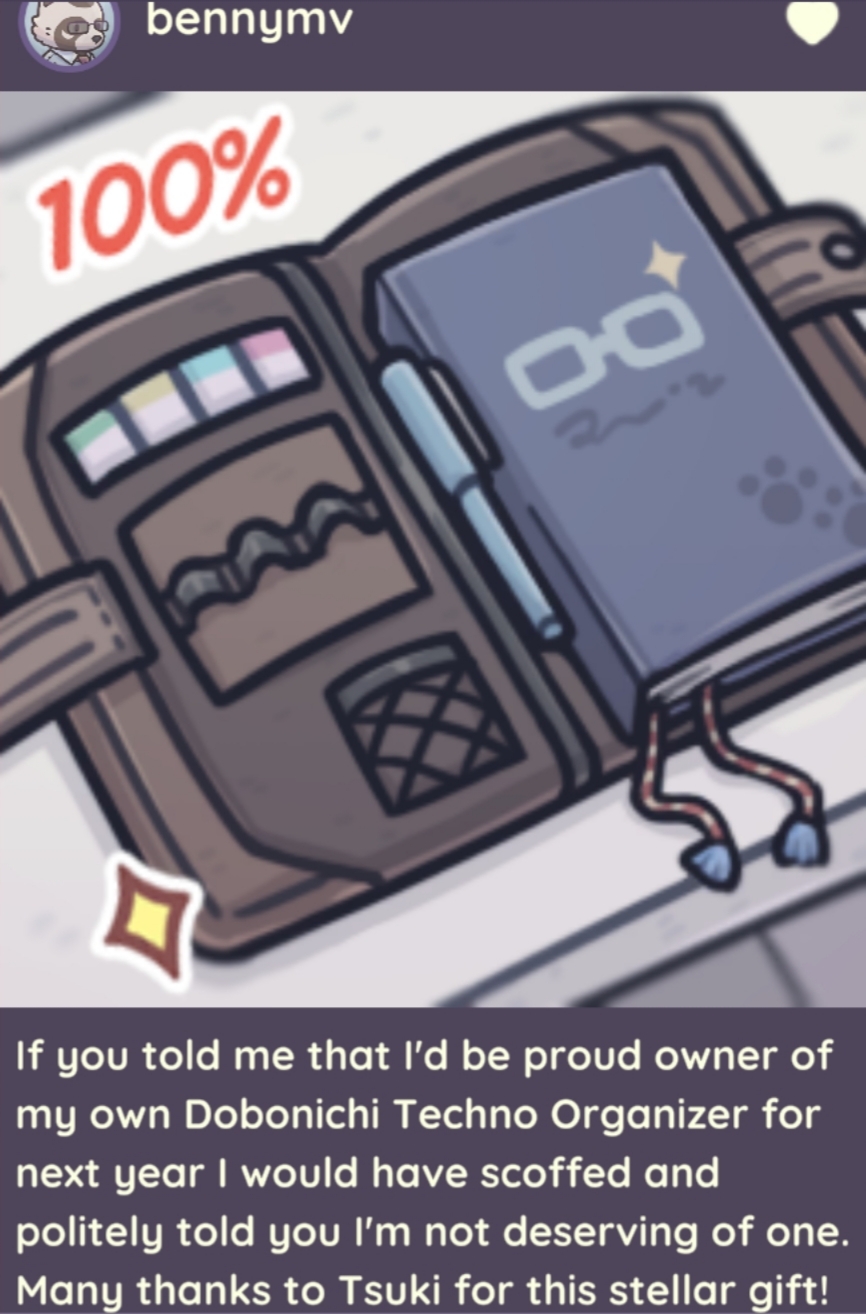 bennymv
100%
If you told me that I'd be proud owner of
my own Dobonichi Techno Organizer for
next year I would have scoffed and
politely told you I'm not deserving of one.
Many thanks to Tsuki for this stellar gift!